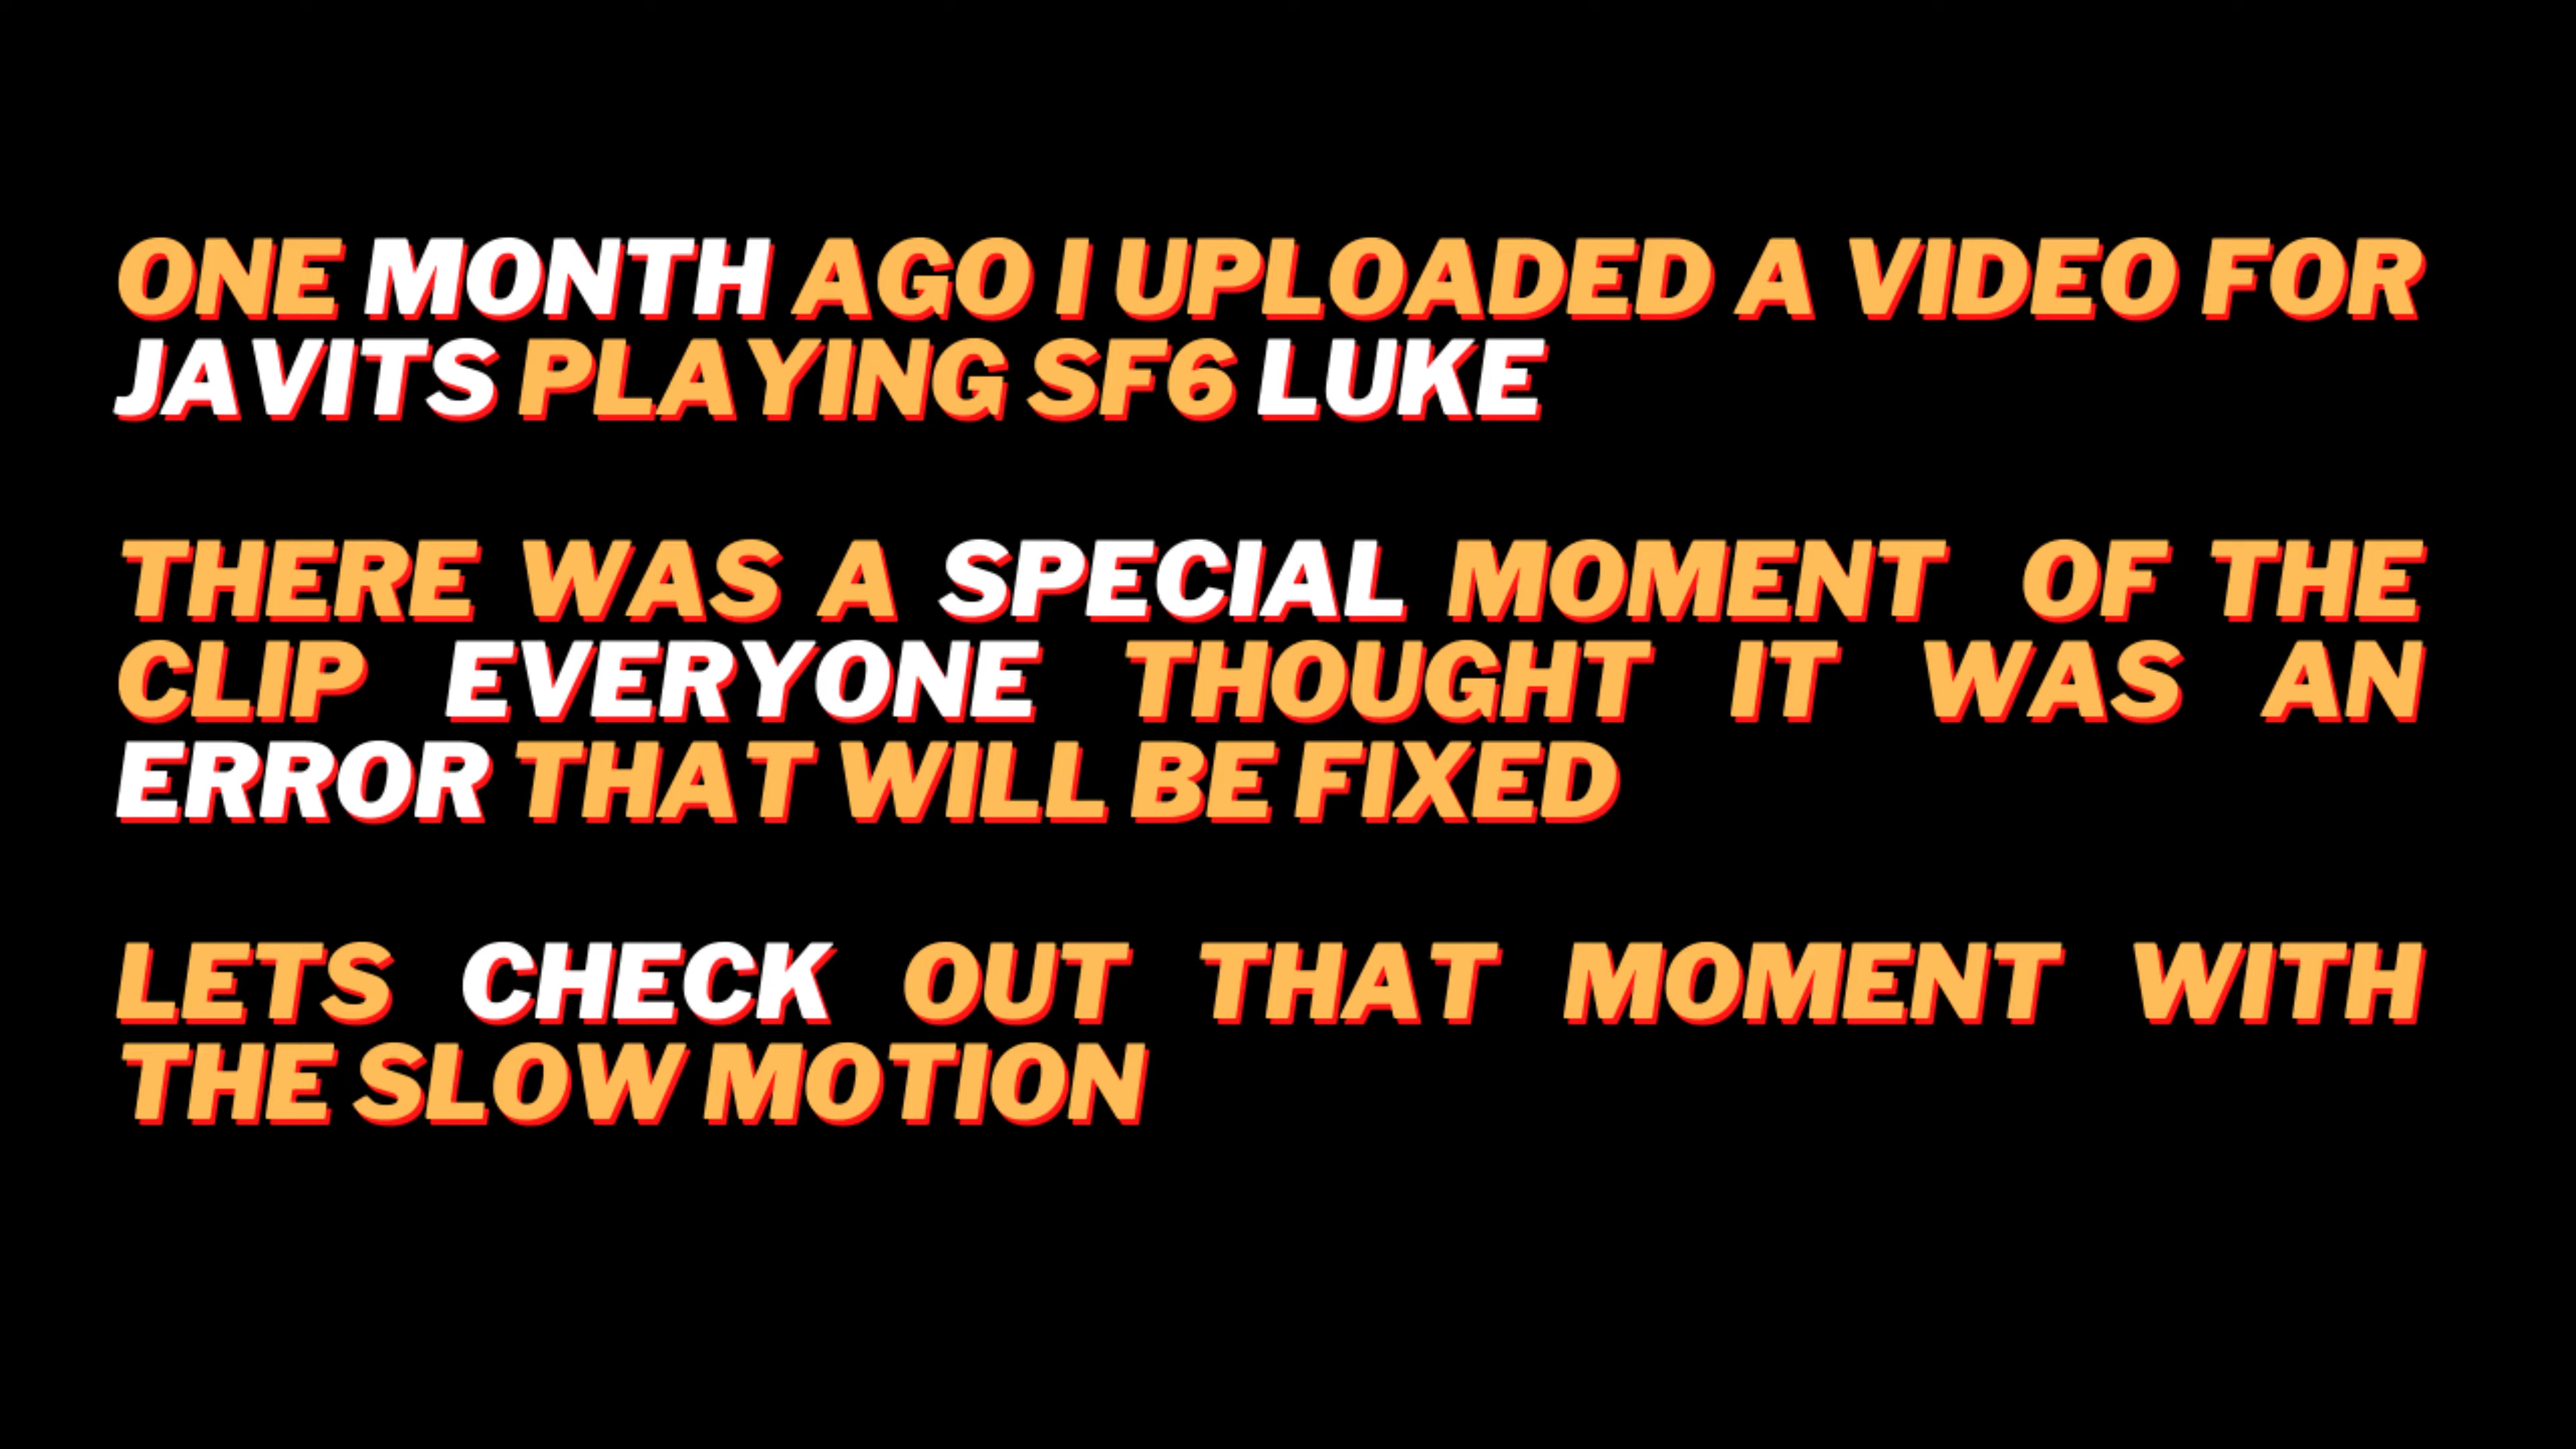 ONE MONTH AGO I UPLOADED A VIDEO FOR
JAVITS PLAYING SF6 LUKE
THERE WAS A SPECIAL MOMENT OF THE
CLIP EVERYONE THOUGHT IT WAS AN
ERROR THAT WILL BE FIXED
LETS CHECK OUT THAT MOMENT WITH
THE SLOW MOTION